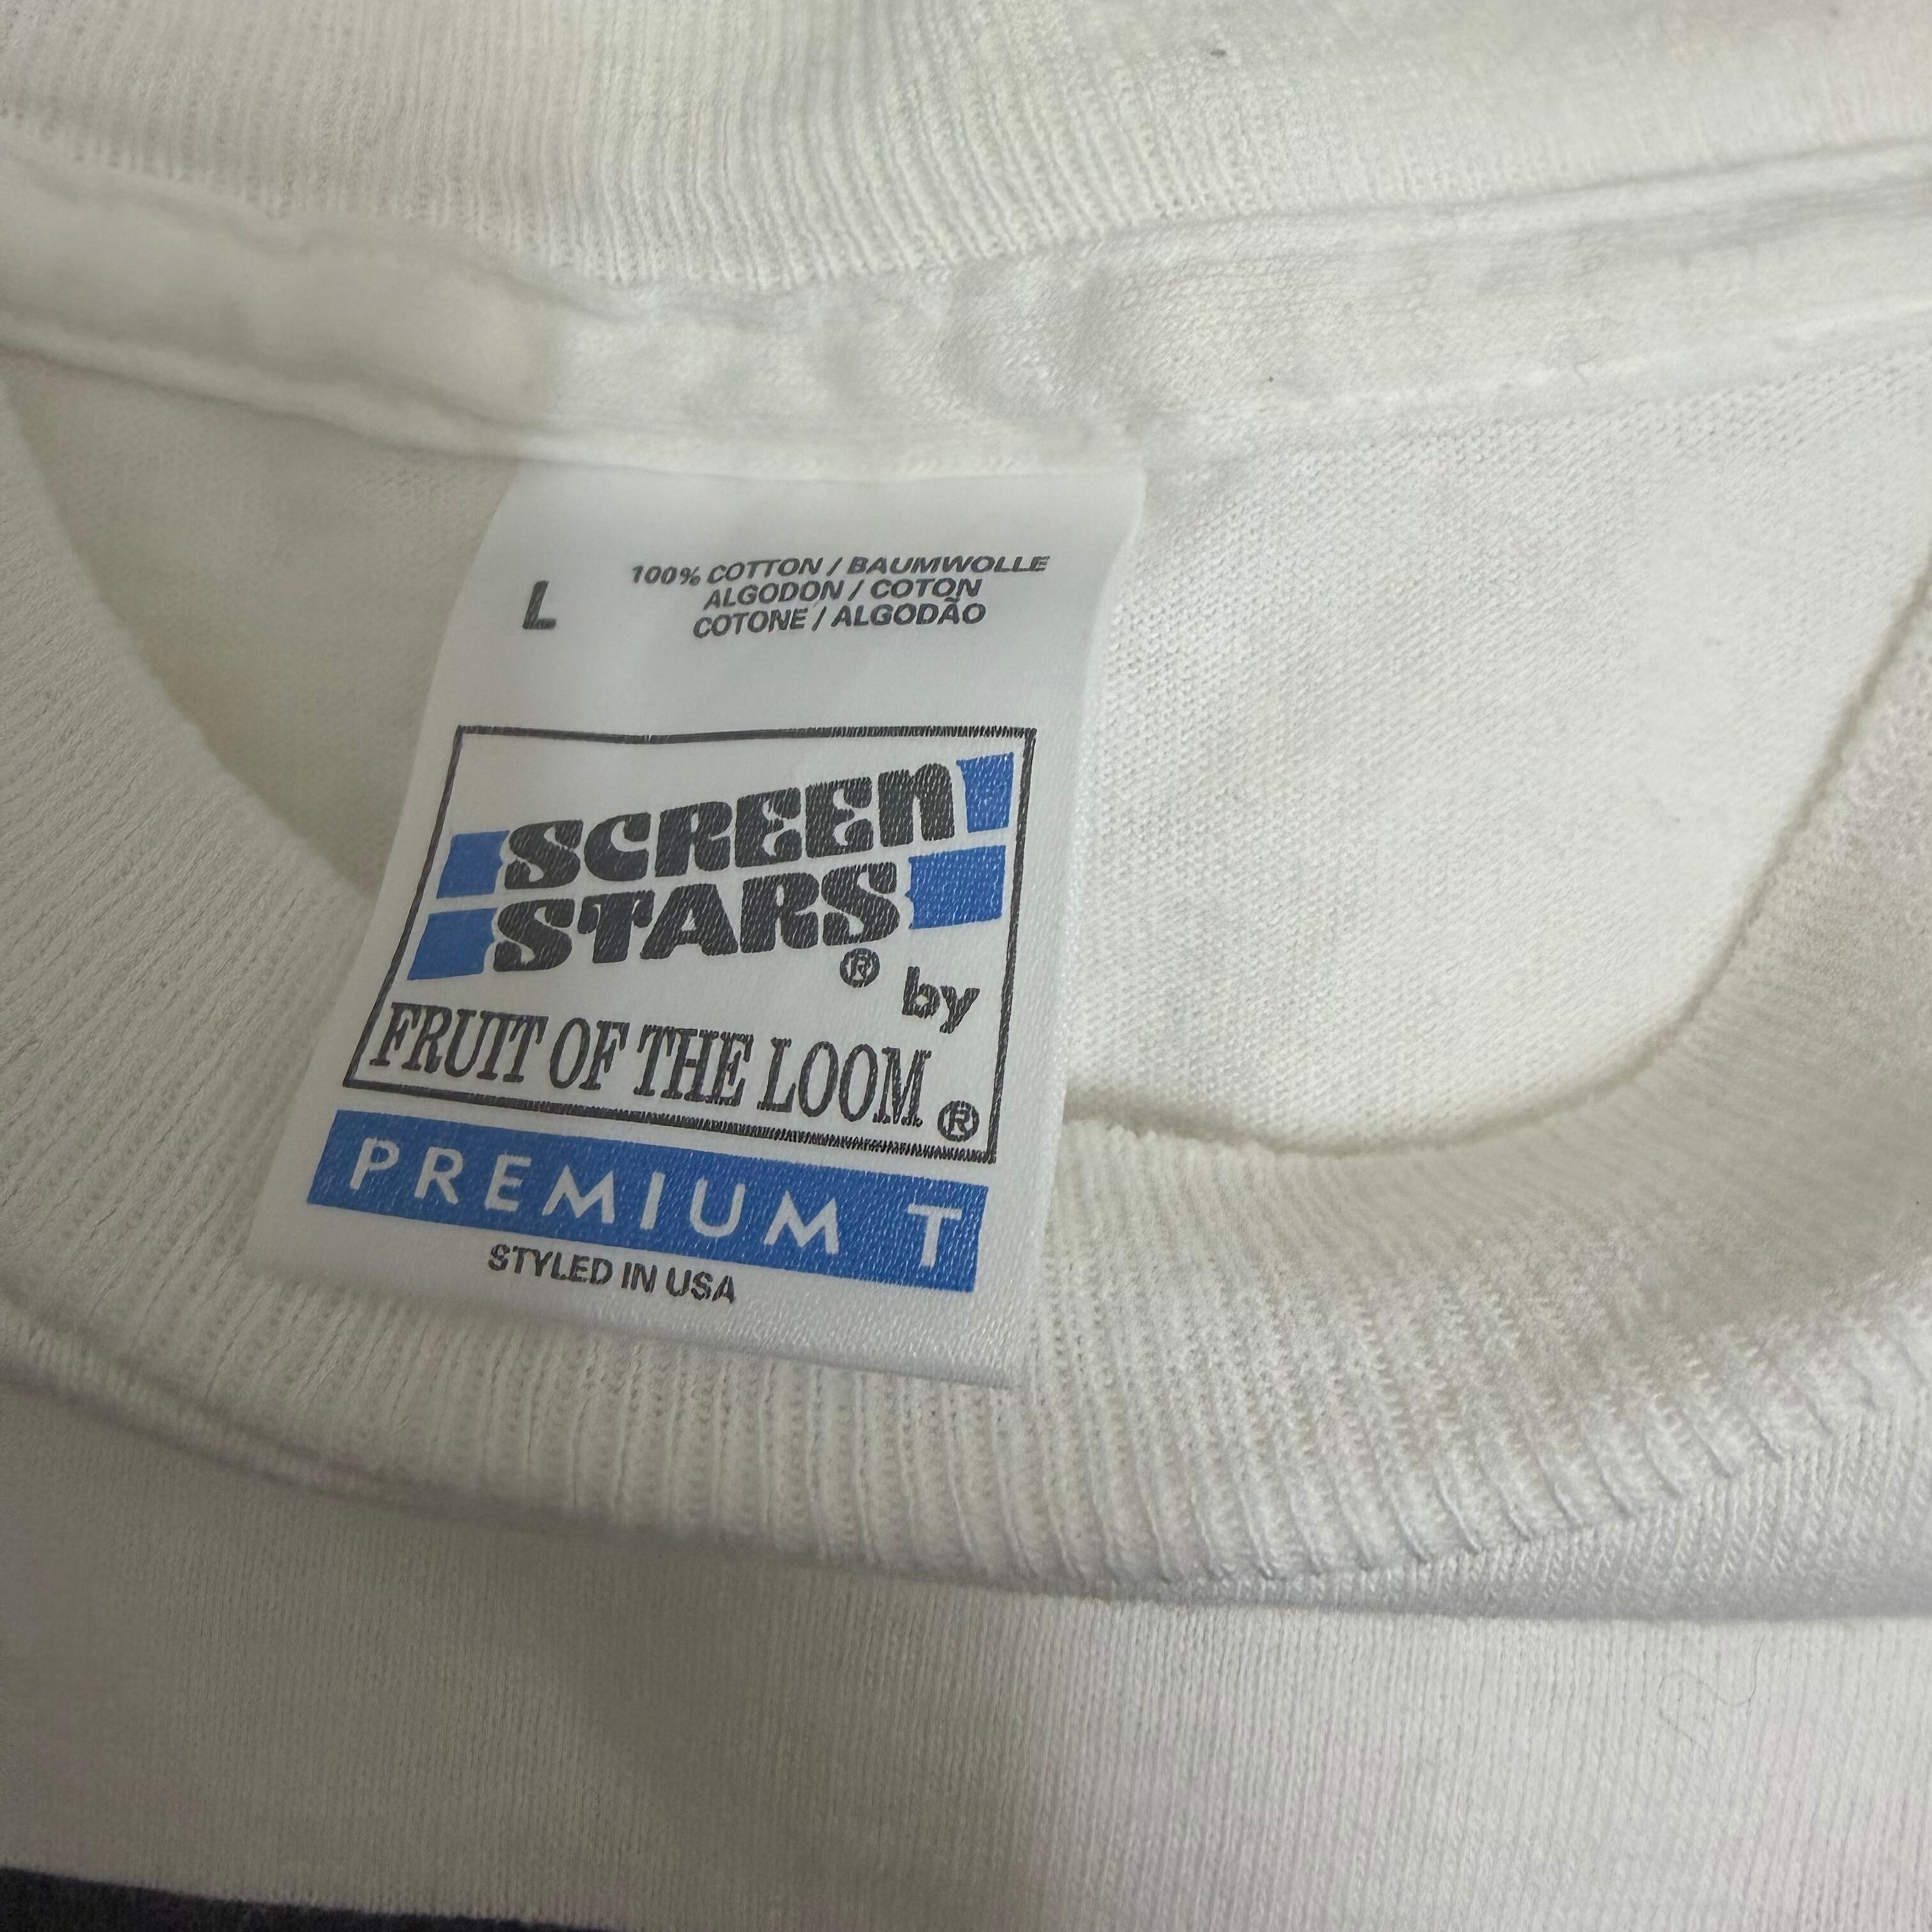 L
100% COTTON / BAUMWOLLE
ALGODON / COTON
COTONE / ALGODÃO
SCREEN
STARS
® by
FRUIT OF THE LOOM®
PREMIUM T
STYLED IN USA